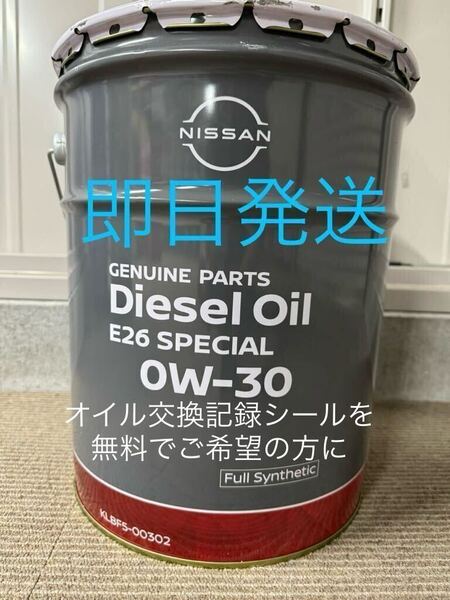 NISSAN
即日発送
GENUINE PARTS
Diesel Oil
E26 SPECIAL
0W-30
オイル交換記録シールを
無料でご希望の方に
Full Synthetic
KLBF5-00302